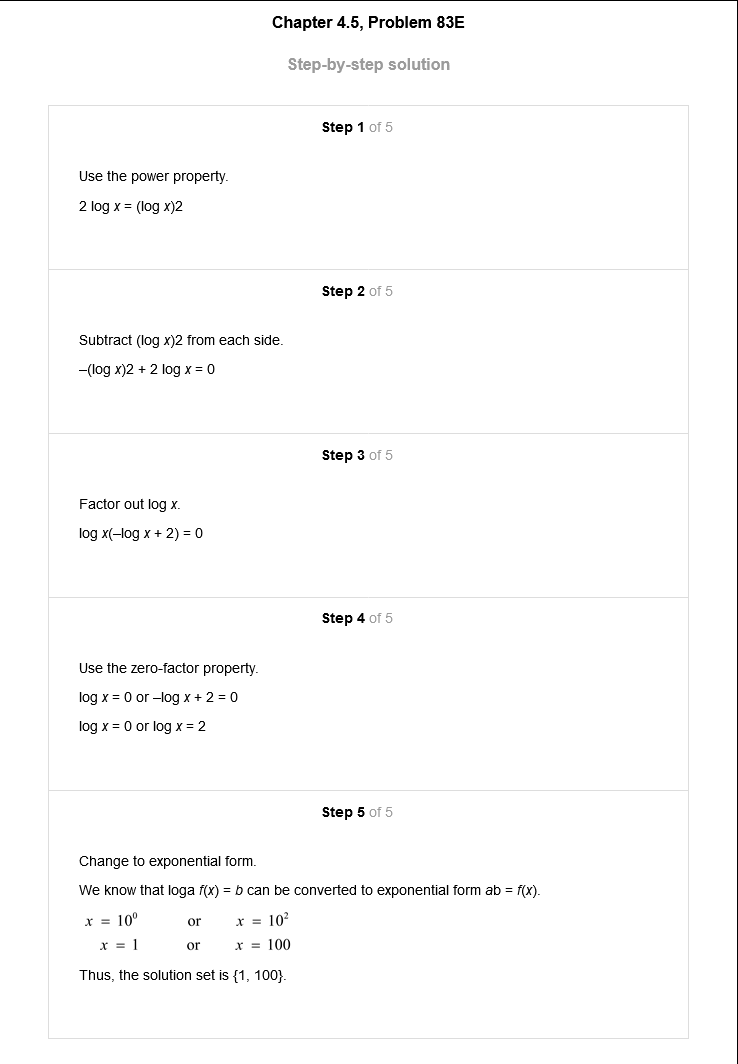 Chapter 4.5, Problem 83E
Step-by-step solution
Step 1 of 5
Use the power property.
2 log x = (log x)2
Step 2 of 5
Subtract (log x)2 from each side.
–(log x)2 + 2 log x = 0
Step 3 of 5
Factor out log x.
log x(–log x + 2) = 0
Step 4 of 5
Use the zero-factor property.
log x = 0 or –log x + 2 = 0
log x = 0 or log x = 2
Step 5 of 5
Change to exponential form.
We know that loga f(x) = b can be converted to exponential form ab = f(x).
x = 10⁰ or x = 10²
x = 1 or x = 100
Thus, the solution set is {1, 100}.